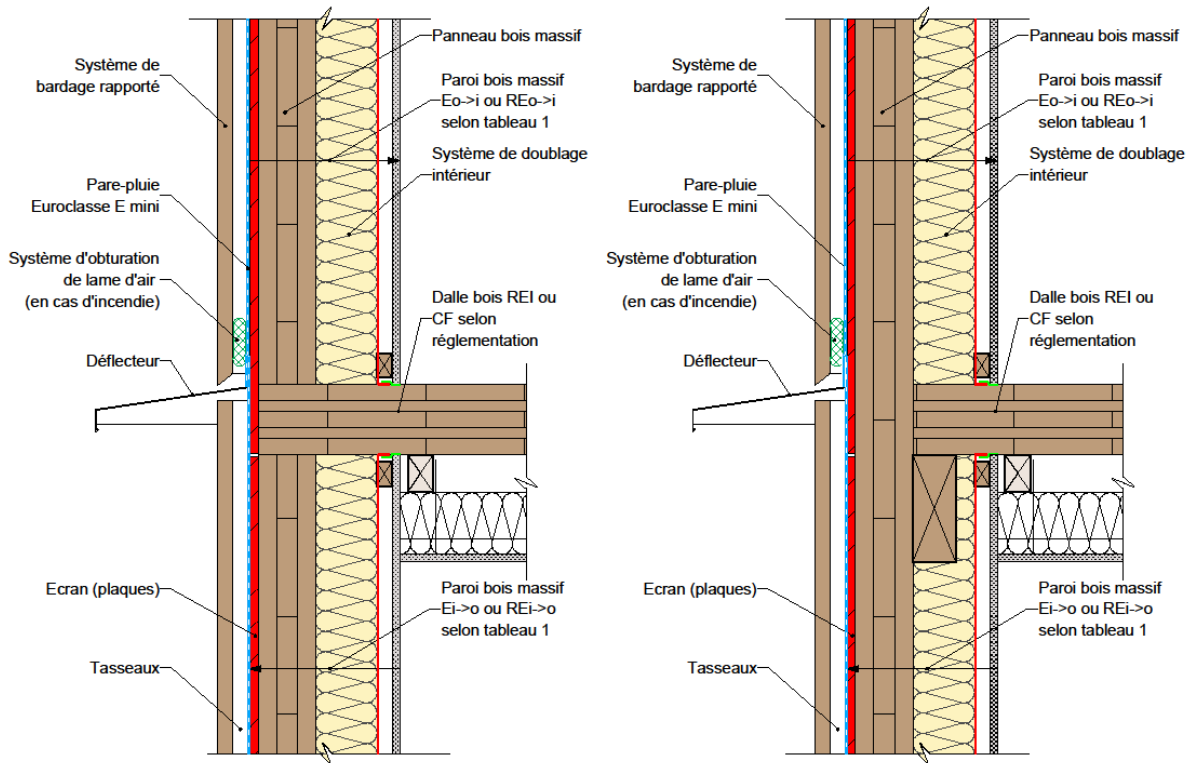 Système de
bardage rapporté
Pare-pluie
Euroclasse E mini
Système d'obturation
de lame d'air
(en cas d'incendie)
Déflecteur
Ecran (plaques)
Tasseaux
Panneau bois massif
Paroi bois massif
Eo->i ou REo->i
selon tableau 1
Système de doublage
intérieur
Dalle bois REI ou
CF selon
réglementation
Paroi bois massif
Ei->o ou REi->o
selon tableau 1
Système de
bardage rapporté
Pare-pluie
Euroclasse E mini
Système d'obturation
de lame d'air
(en cas d'incendie)
Déflecteur
Ecran (plaques)
Tasseaux
Panneau bois massif
Paroi bois massif
Eo->i ou REo->i
selon tableau 1
Système de doublage
intérieur
Dalle bois REI ou
CF selon
réglementation
Paroi bois massif
Ei->o ou REi->o
selon tableau 1